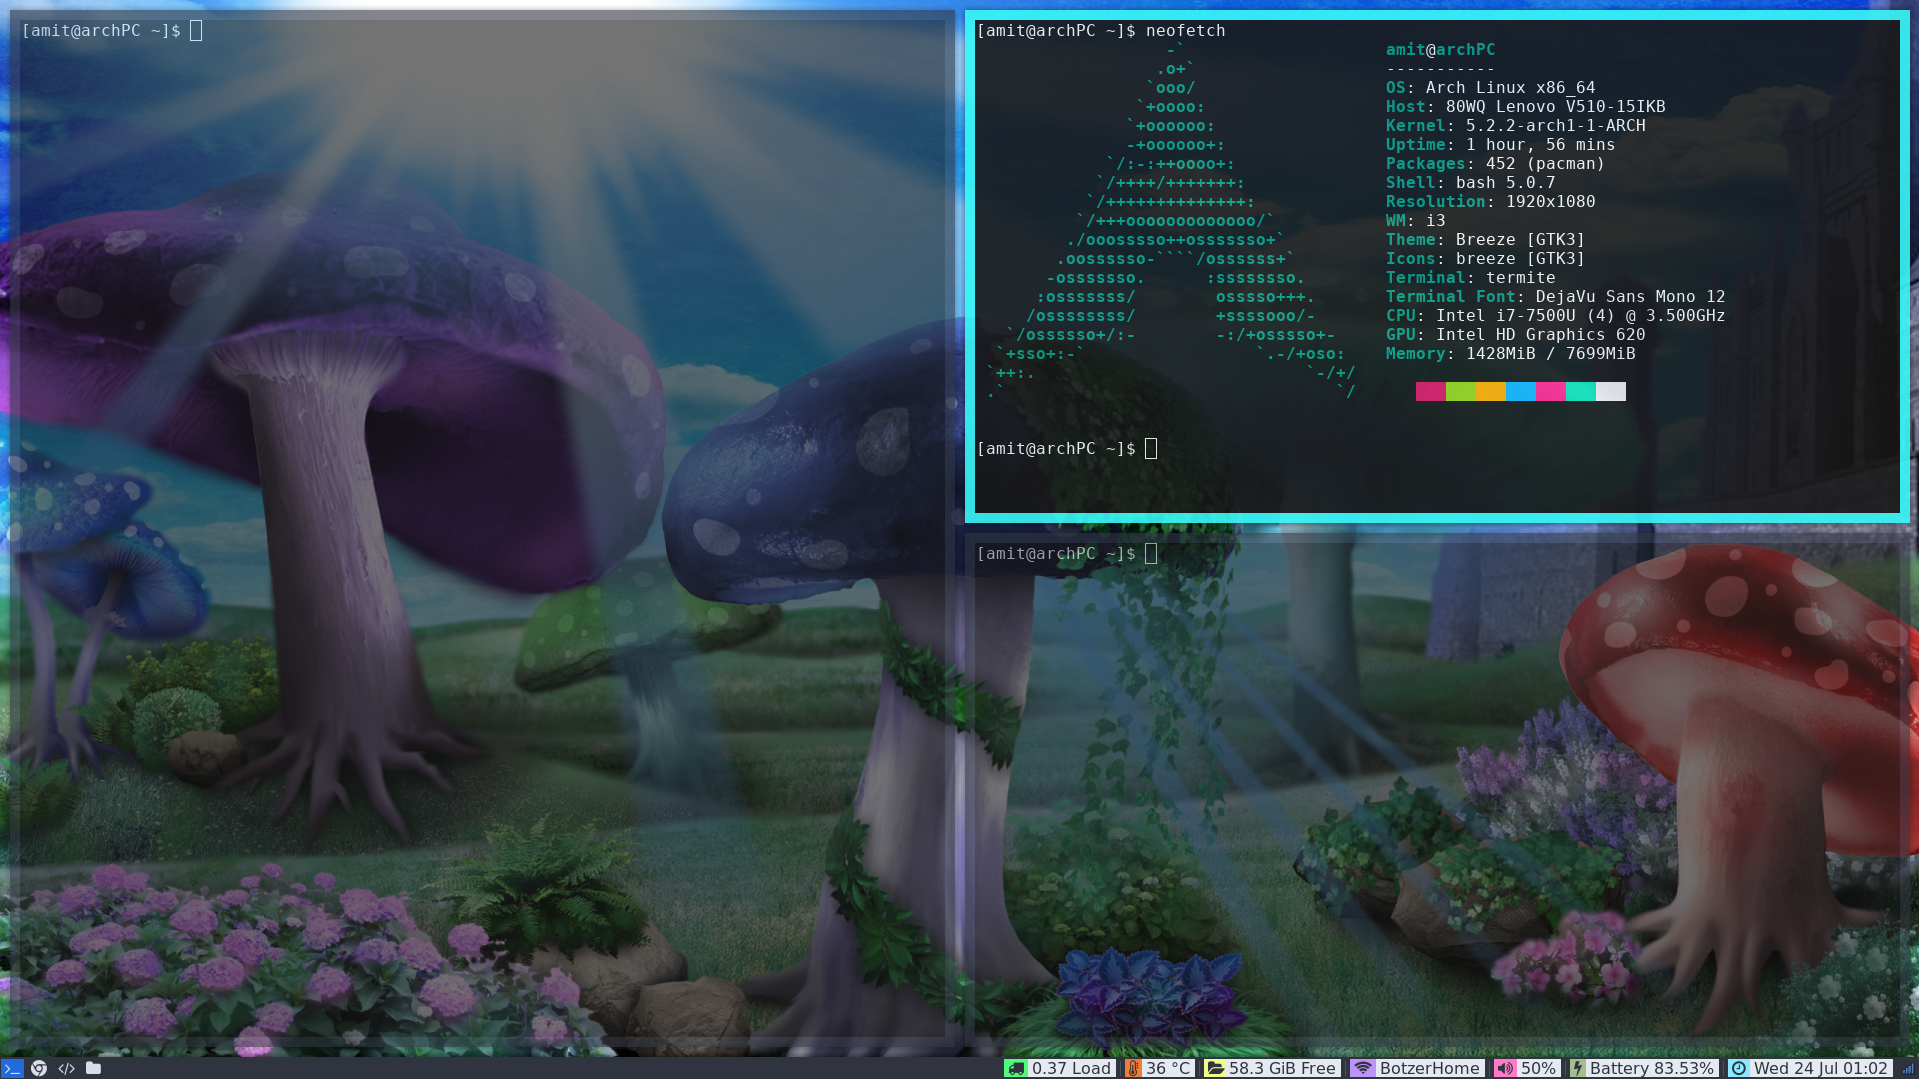 [amit@archPC ~]$
[amit@archPC ~]$ neofetch
                   -`
                  .o+`
                 `ooo/
                `+oooo:
               `+oooooo:
               -+oooooo+:
             `/:-:++oooo+:
            `/++++/+++++++:
           `/++++++++++++++:
          `/+++ooooooooooooo/`
         ./ooosssso++osssssso+`
        .oossssso-````/ossssss+`
       -osssssso.      :ssssssso.
      :osssssss/        osssso+++.
     /ossssssss/        +ssssooo/-
   `/ossssso+/:-        -:/+osssso+-
  `+sso+:-`                 `.-/+oso:
 `++:.                           `-/+/
 .`                                 `/
amit@archPC
-----------
OS: Arch Linux x86_64
Host: 80WQ Lenovo V510-15IKB
Kernel: 5.2.2-arch1-1-ARCH
Uptime: 1 hour, 56 mins
Packages: 452 (pacman)
Shell: bash 5.0.7
Resolution: 1920x1080
WM: i3
Theme: Breeze [GTK3]
Icons: breeze [GTK3]
Terminal: termite
Terminal Font: DejaVu Sans Mono 12
CPU: Intel i7-7500U (4) @ 3.500GHz
GPU: Intel HD Graphics 620
Memory: 1428MiB / 7699MiB
[amit@archPC ~]$
[amit@archPC ~]$
0.37 Load 36 °C 58.3 GiB Free BotzerHome 50% Battery 83.53% Wed 24 Jul 01:02